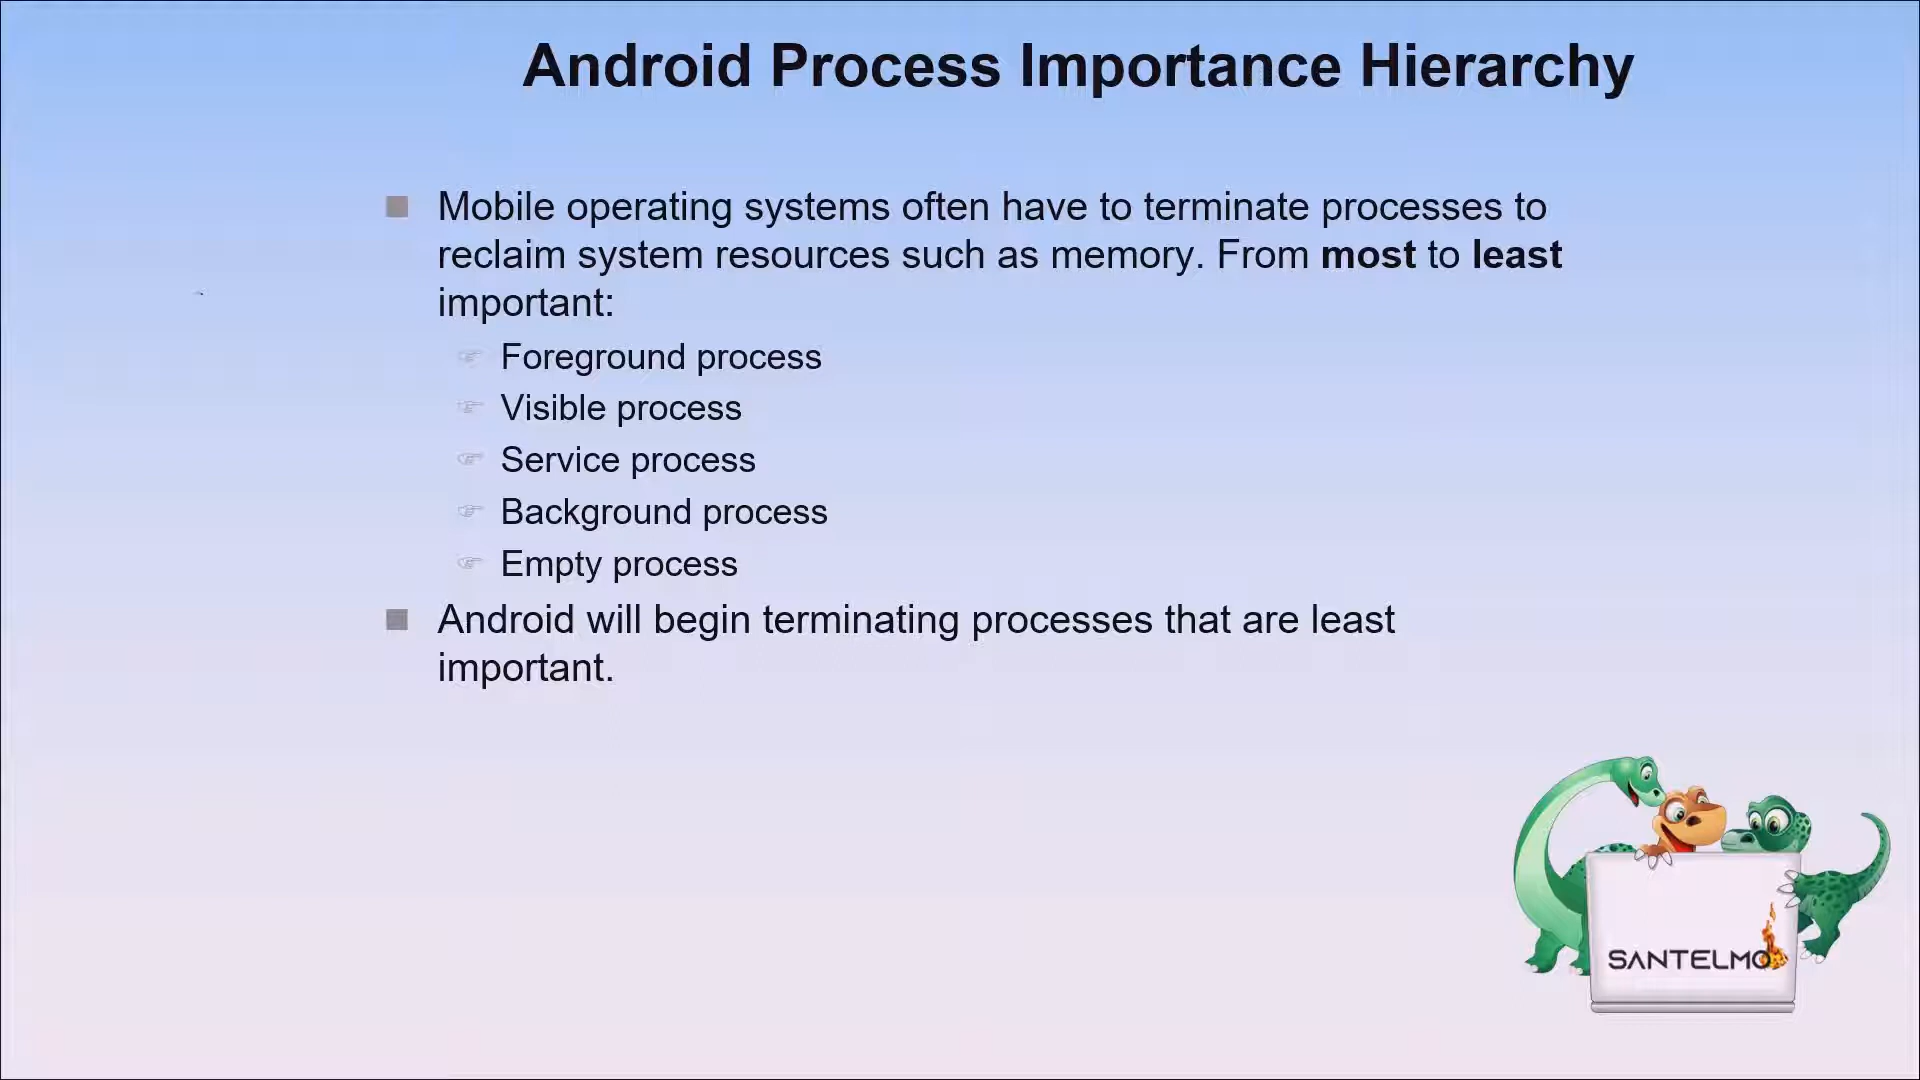 Android Process Importance Hierarchy
Mobile operating systems often have to terminate processes to
reclaim system resources such as memory. From most to least
important:
Foreground process
Visible process
Service process
Background process
Empty process
Android will begin terminating processes that are least
important.
SANTELMO